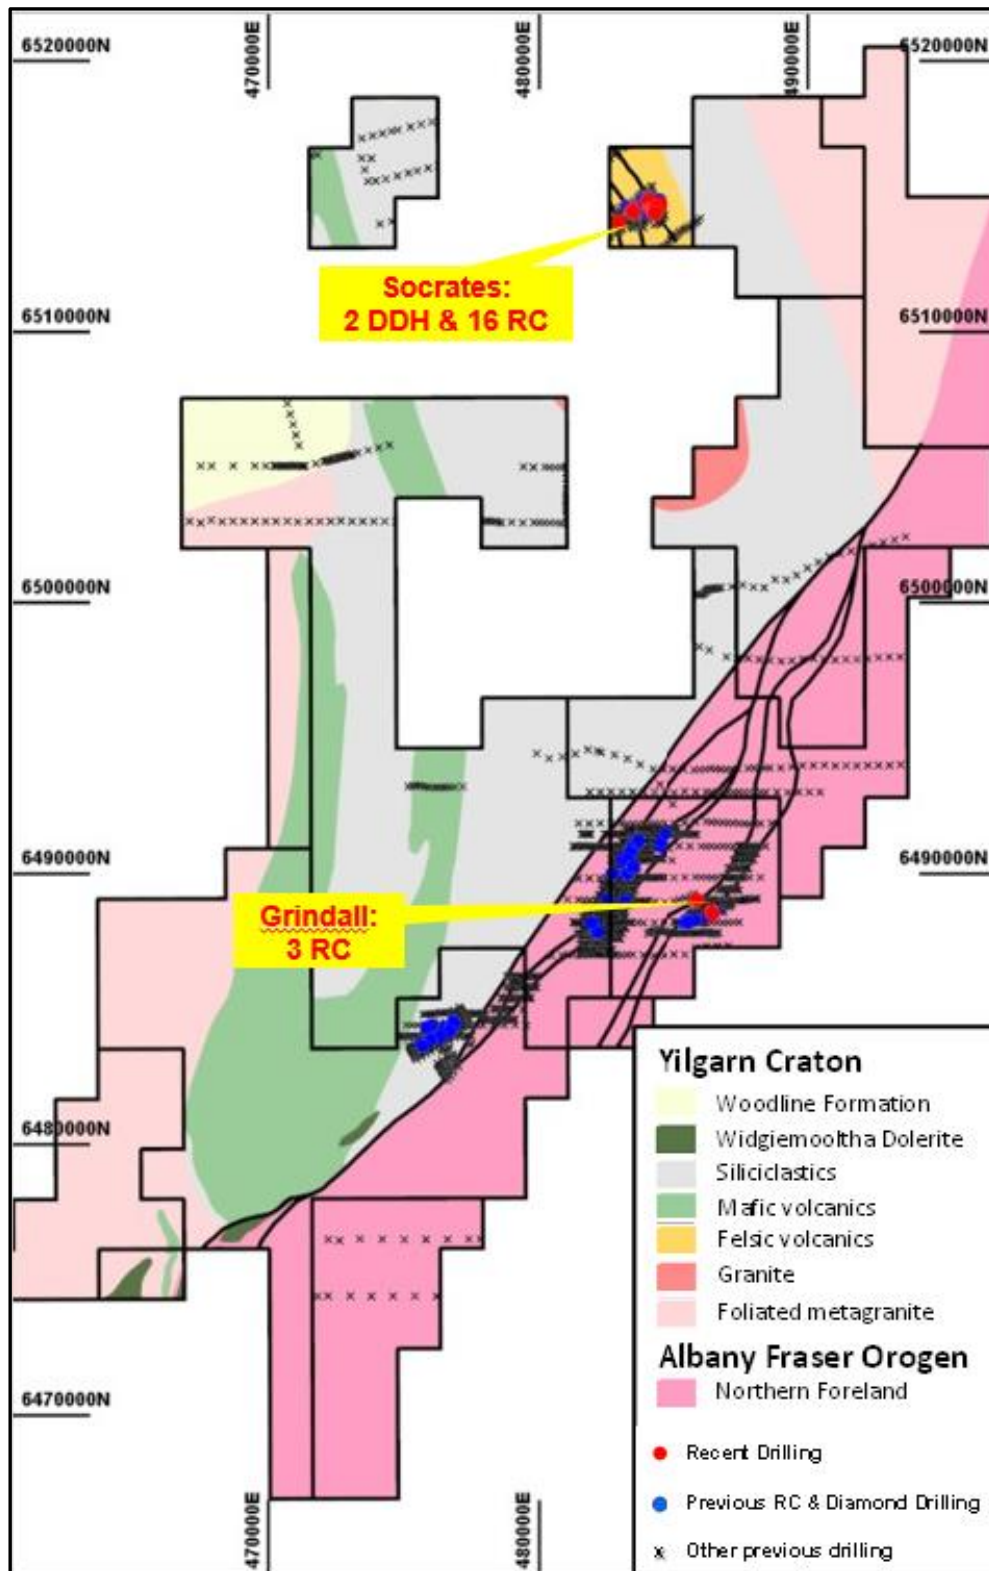 470000E
480000E
490000E
6520000N
6520000N
Socrates:
2 DDH & 16 RC
6510000N
6510000N
6500000N
6500000N
6490000N
6490000N
Grindall:
3 RC
6480000N
6470000N
470000E
480000E
Yilgarn Craton
Woodline Formation
Widgiemooltha Dolerite
Siliciclastics
Mafic volcanics
Felsic volcanics
Granite
Foliated metagranite
Albany Fraser Orogen
Northern Foreland
Recent Drilling
Previous RC & Diamond Drilling
Other previous drilling